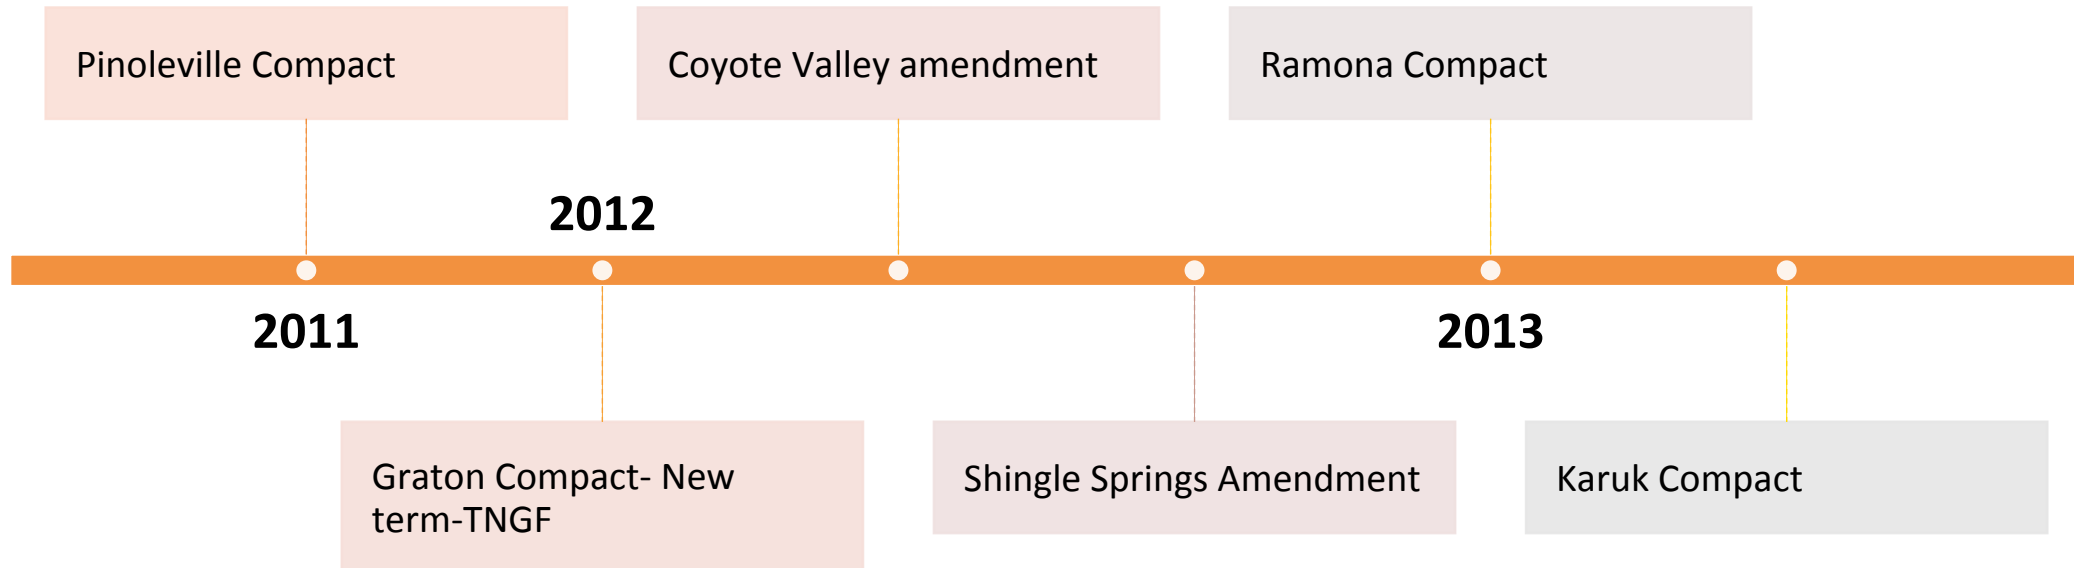 Pinoleville Compact
Coyote Valley amendment
Ramona Compact
2012
2011
2013
Graton Compact- New
term-TNGF
Shingle Springs Amendment
Karuk Compact